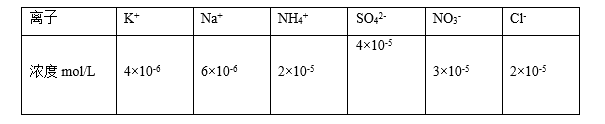 离子 K⁺ Na⁺ NH₄⁺ SO₄²⁻ NO₃⁻ Cl⁻
浓度 mol/L 4×10⁻⁶ 6×10⁻⁶ 2×10⁻⁵ 4×10⁻⁵ 3×10⁻⁵ 2×10⁻⁵